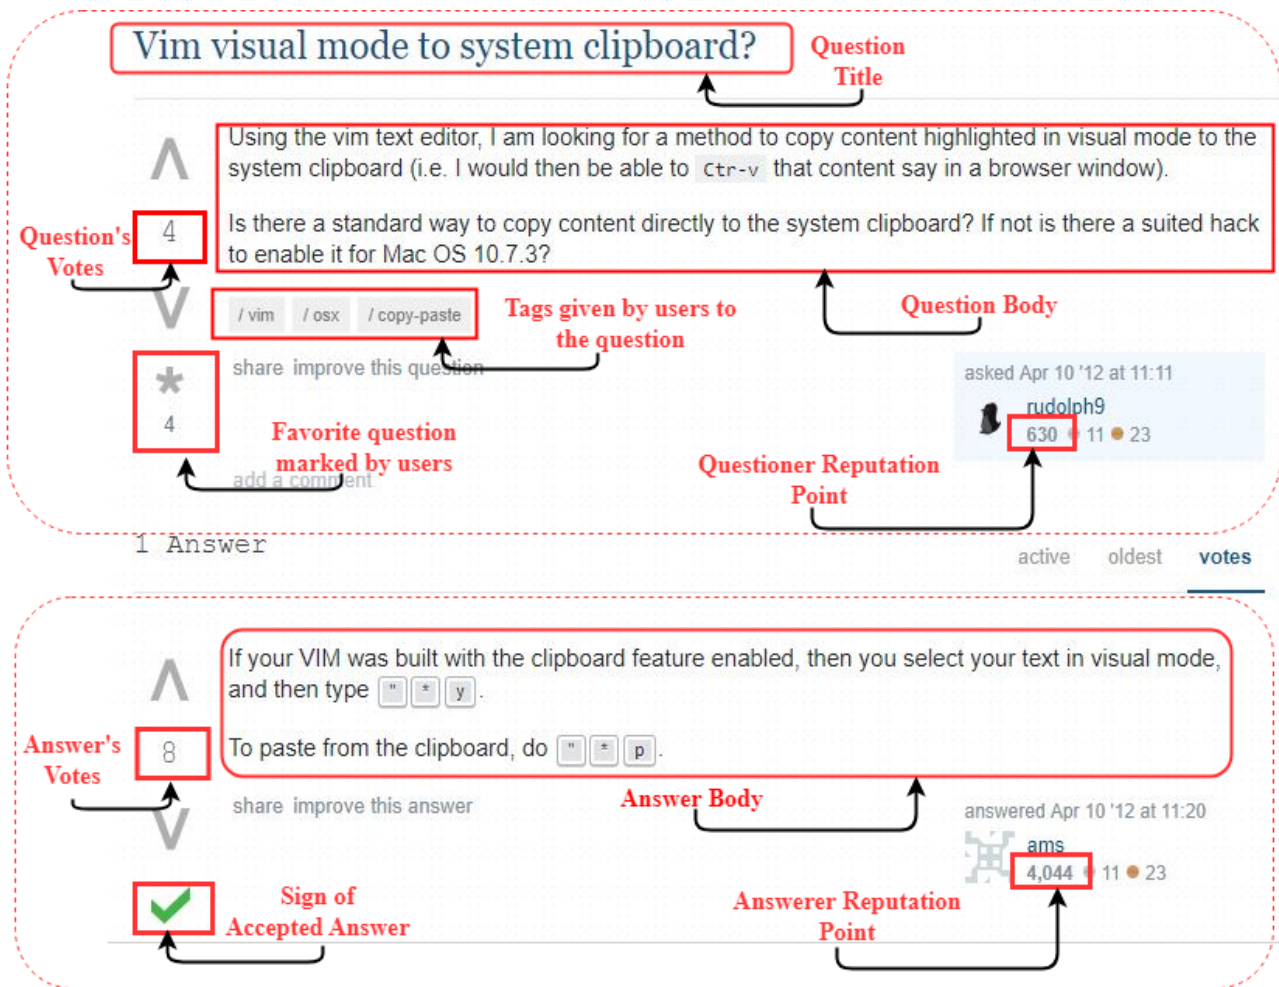 Vim visual mode to system clipboard?
Question
Title
Using the vim text editor, I am looking for a method to copy content highlighted in visual mode to the
system clipboard (i.e. I would then be able to Ctr-v that content say in a browser window).
Question's
Votes
4
Is there a standard way to copy content directly to the system clipboard? If not is there a suited hack
to enable it for Mac OS 10.7.3?
/ vim / osx / copy-paste
Tags given by users to
the question
Question Body
share improve this question
4
Favorite question
marked by users
add a comment
asked Apr 10 '12 at 11:11
rudolph9
630 11 23
Questioner Reputation
Point
1 Answer
active oldest votes
If your VIM was built with the clipboard feature enabled, then you select your text in visual mode,
and then type " * y .
Answer's
Votes
8
To paste from the clipboard, do " * p .
share improve this answer
Answer Body
answered Apr 10 '12 at 11:20
ams
4,044 11 23
Sign of
Accepted Answer
Answerer Reputation
Point